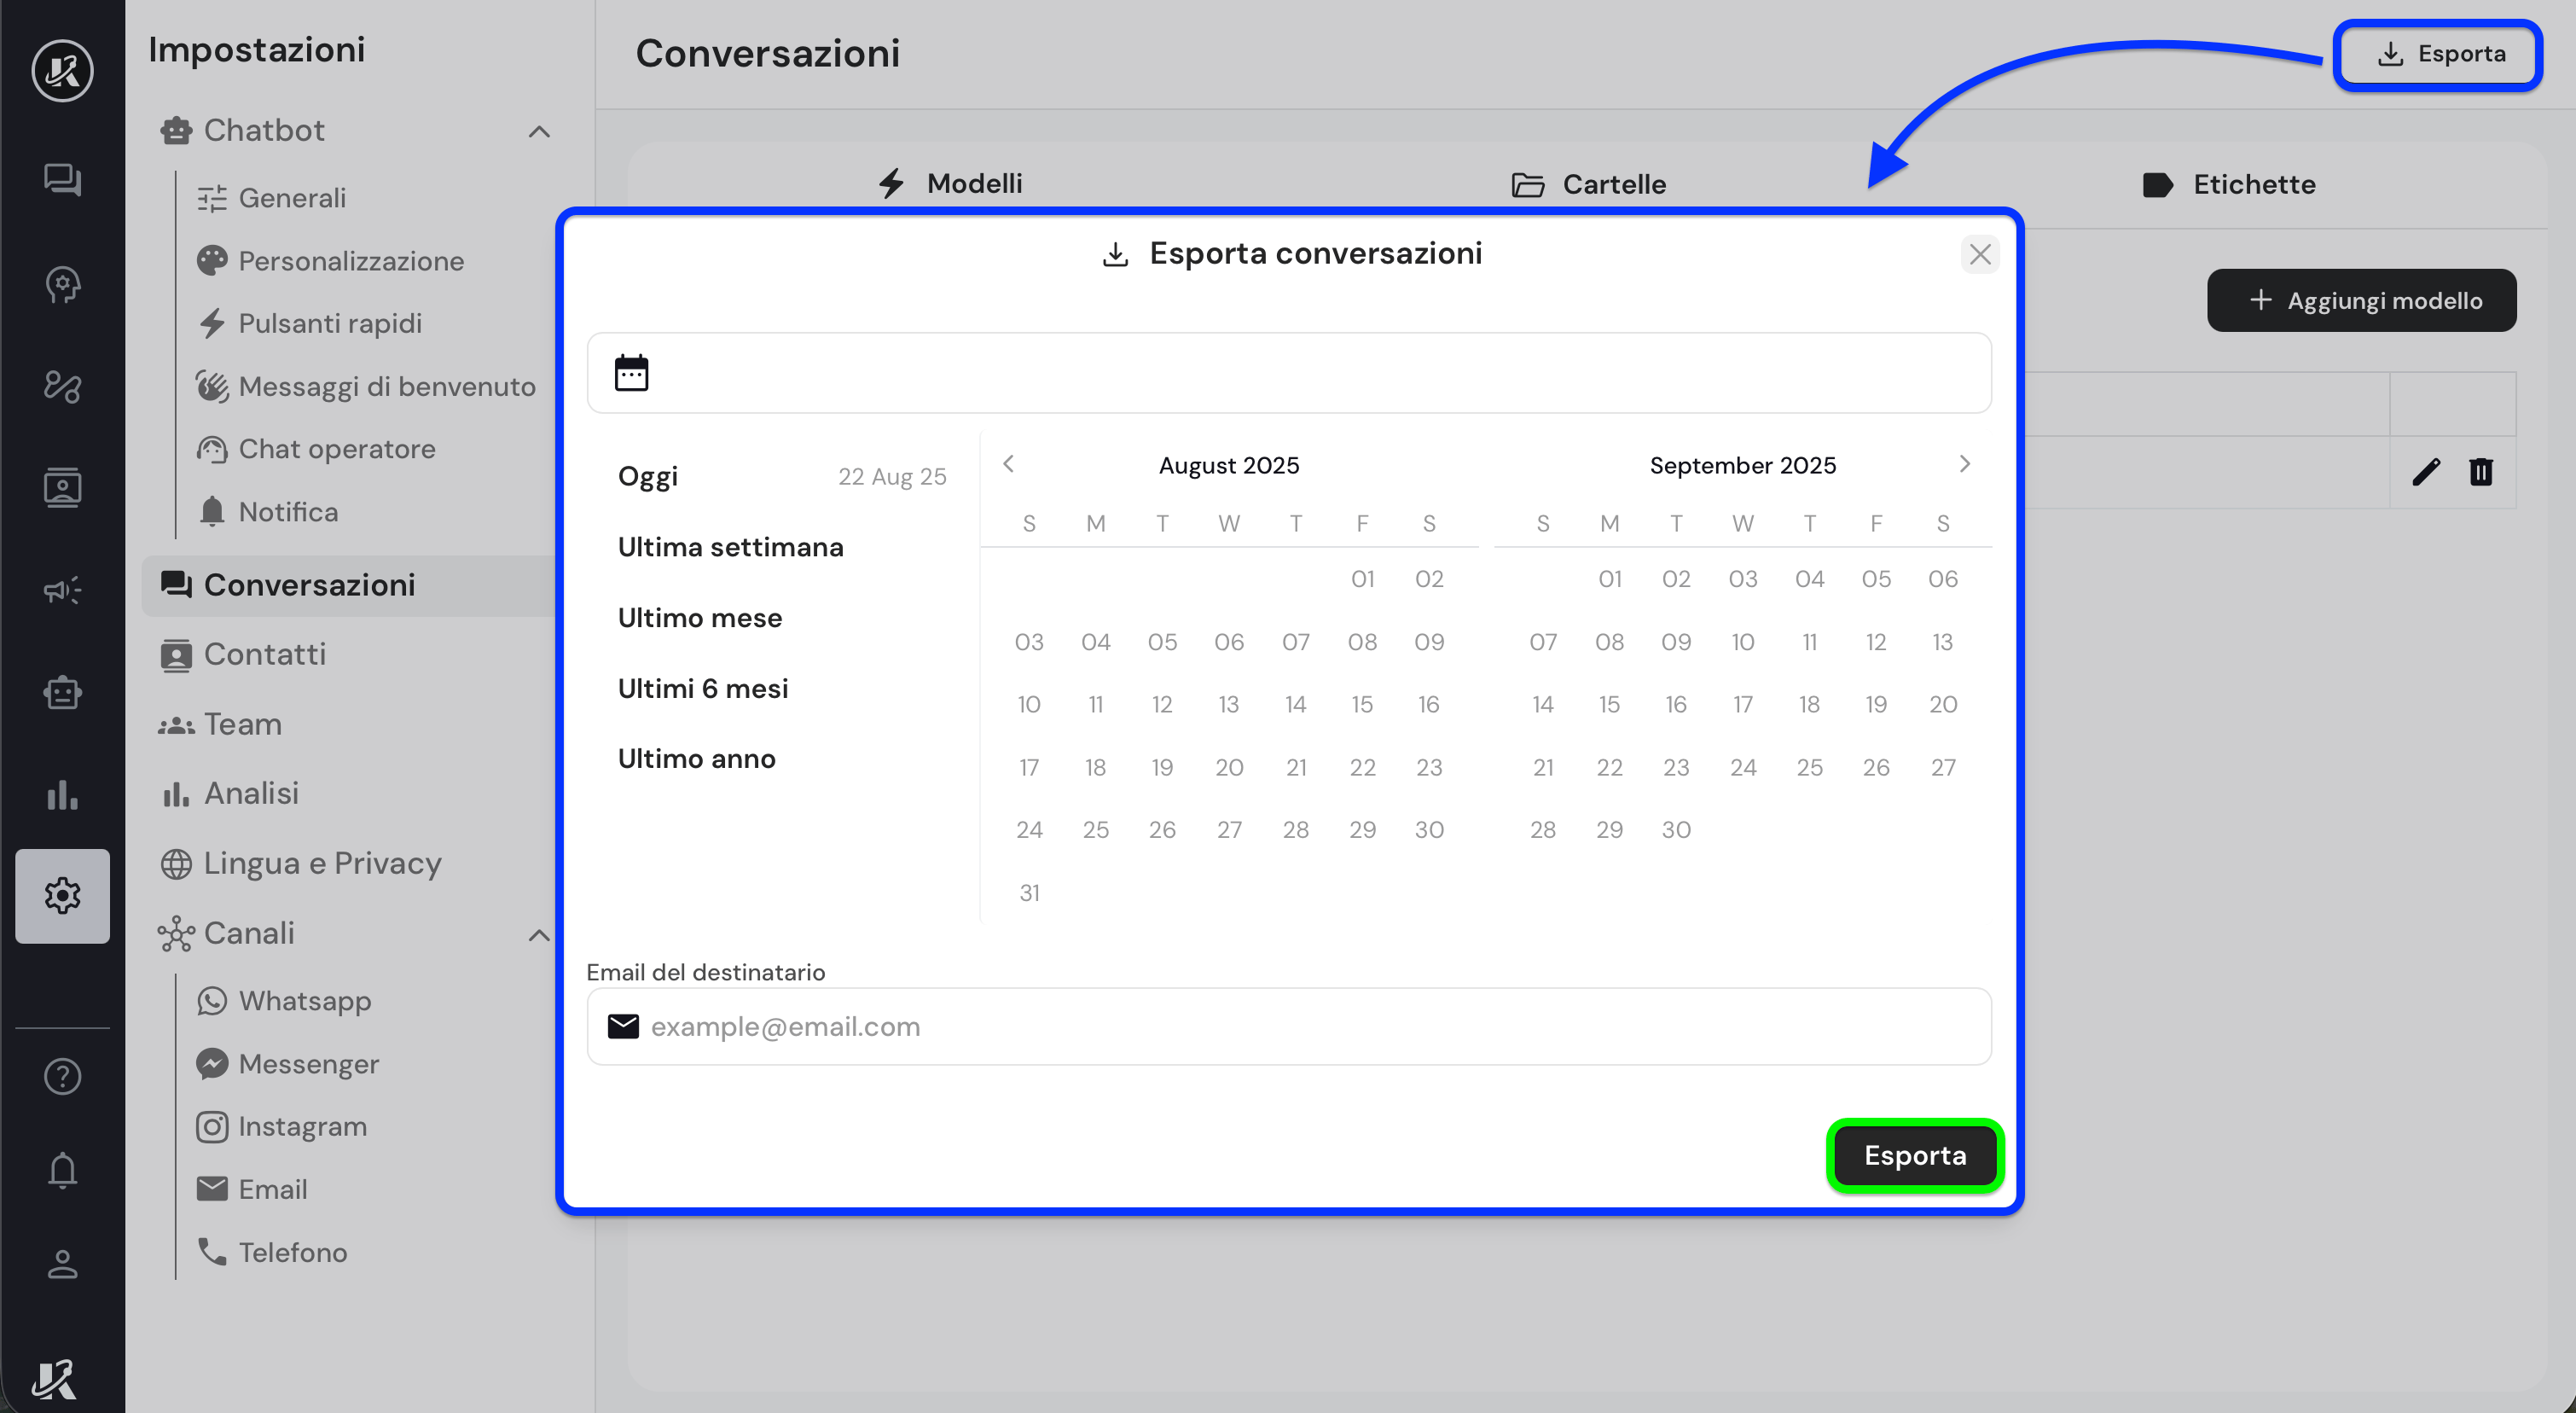 Impostazioni
Chatbot
Generali
Personalizzazione
Pulsanti rapidi
Messaggi di benvenuto
Chat operatore
Notifica
Conversazioni
Contatti
Team
Analisi
Lingua e Privacy
Canali
Whatsapp
Messenger
Instagram
Email
Telefono
Conversazioni
Esporta
Modelli
Cartelle
Etichette
Aggiungi modello
Esporta conversazioni
Oggi 22 Aug 25
Ultima settimana
Ultimo mese
Ultimi 6 mesi
Ultimo anno
August 2025
S M T W T F S
01 02
03 04 05 06 07 08 09
10 11 12 13 14 15 16
17 18 19 20 21 22 23
24 25 26 27 28 29 30
31
September 2025
S M T W T F S
01 02 03 04 05 06
07 08 09 10 11 12 13
14 15 16 17 18 19 20
21 22 23 24 25 26 27
28 29 30
Email del destinatario
example@email.com
Esporta